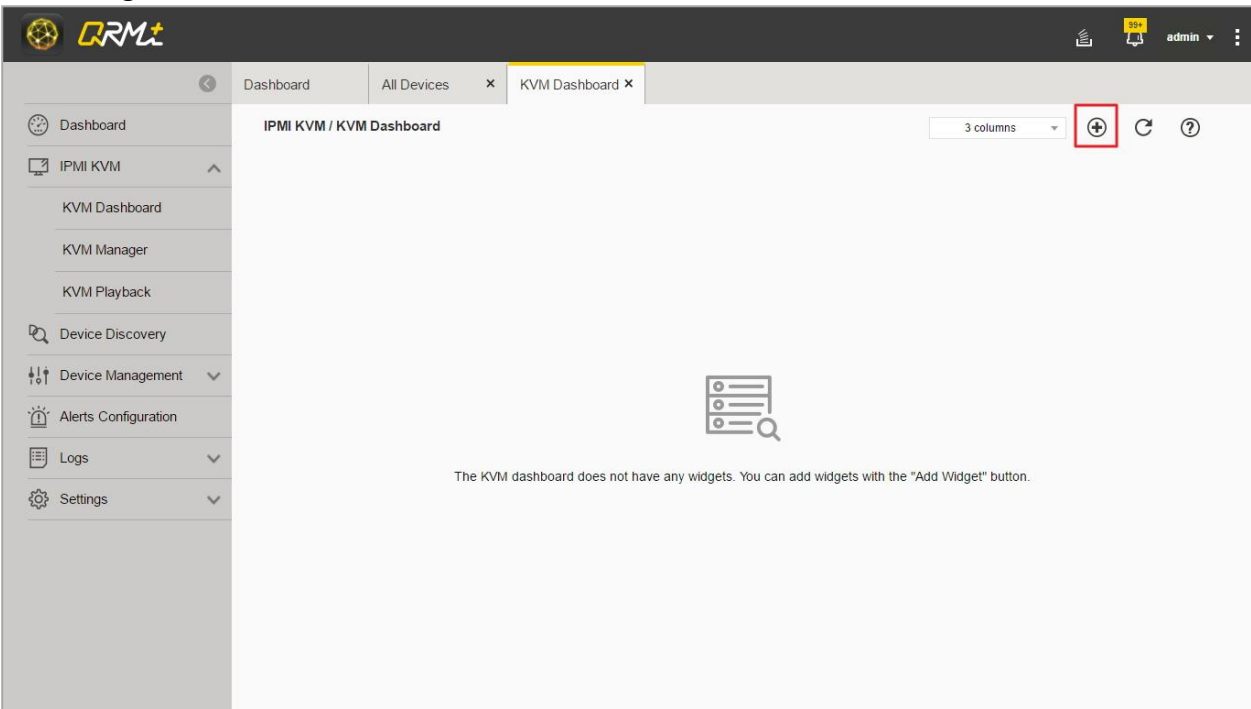 QRM+
99+
admin
Dashboard
All Devices
KVM Dashboard
Dashboard
IPMI KVM
KVM Dashboard
KVM Manager
KVM Playback
Device Discovery
Device Management
Alerts Configuration
Logs
Settings
IPMI KVM / KVM Dashboard
3 columns
The KVM dashboard does not have any widgets. You can add widgets with the "Add Widget" button.